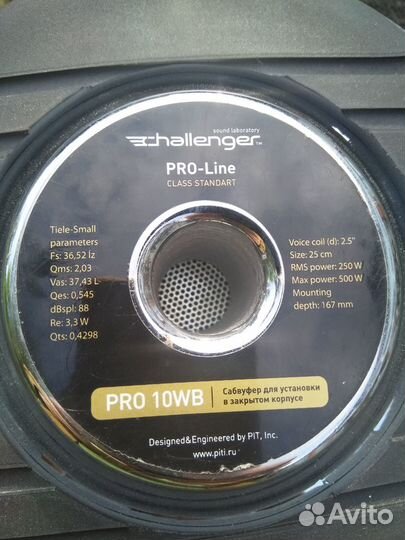 sound laboratory
challenger™
PRO-Line
CLASS STANDART
Tiele-Small
parameters
Fs: 36,52 Iz
Qms: 2,03
Vas: 37,43 L
Qes: 0,545
dBspl: 88
Re: 3,3 W
Qts: 0,4298
Voice coil (d): 2.5"
Size: 25 cm
RMS power: 250 W
Max power: 500 W
Mounting
depth: 167 mm
PRO 10WB
Сабвуфер для установки
в закрытом корпусе
Designed&Engineered by PIT, Inc.
www.piti.ru
Avito